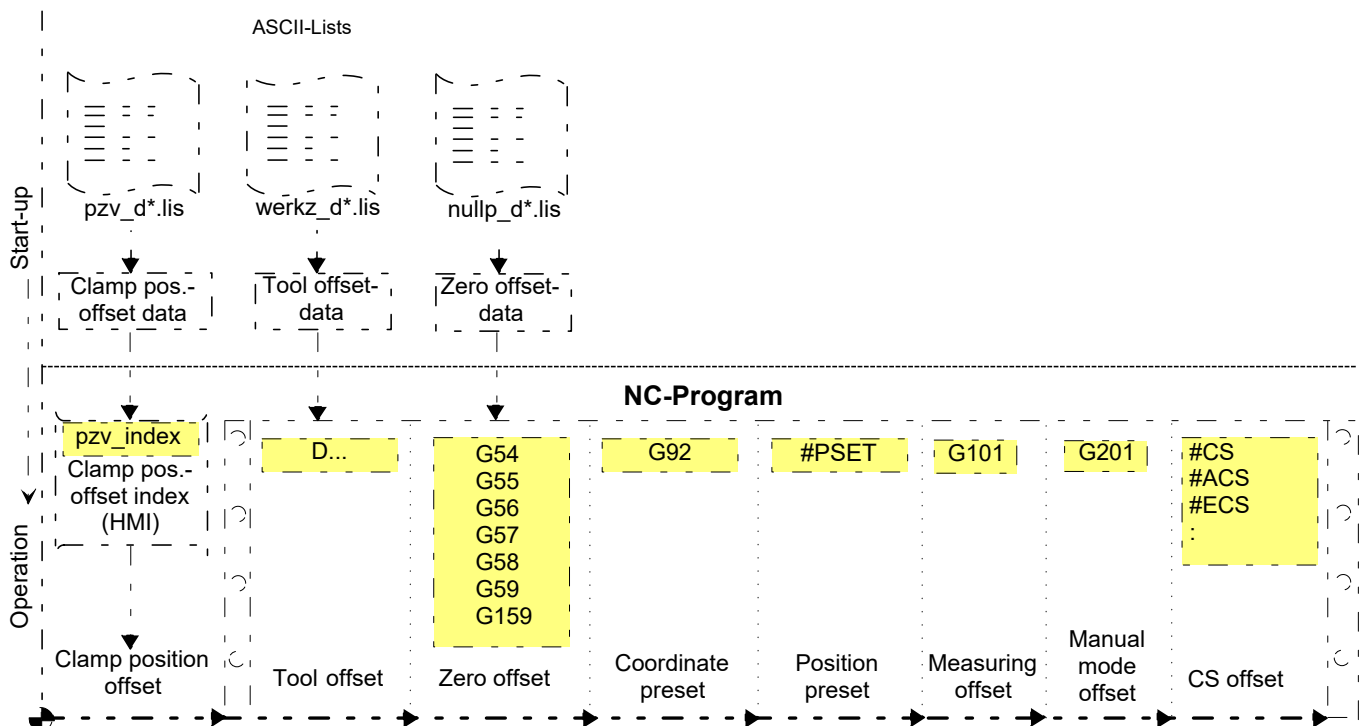 ASCII-Lists
pzv_d*.lis
werkz_d*.lis
nullp_d*.lis
Start-up
Clamp pos.-
offset data
Tool offset-
data
Zero offset-
data
NC-Program
Operation
pzv_index
Clamp pos.-
offset index
(HMI)
D...
G54
G55
G56
G57
G58
G59
G159
G92
#PSET
G101
G201
#CS
#ACS
#ECS
:
Clamp position
offset
Tool offset
Zero offset
Coordinate
preset
Position
preset
Measuring
offset
Manual
mode
offset
CS offset